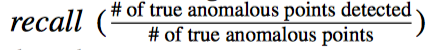 recall (# of true anomalous points detected / # of true anomalous points)